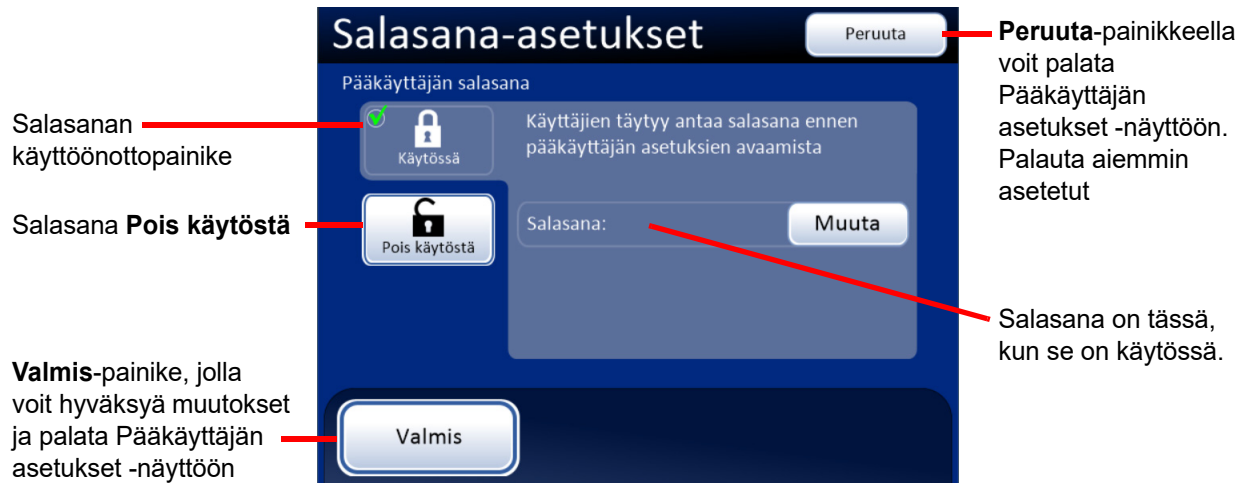 Salasana-asetukset
Peruuta
Pääkäyttäjän salasana
Käytössä
Käyttäjien täytyy antaa salasana ennen
pääkäyttäjän asetuksien avaamista
Pois käytöstä
Salasana:
Muuta
Valmis
Salasanan
käyttöönottopainike
Salasana Pois käytöstä
Valmis-painike, jolla
voit hyväksyä muutokset
ja palata Pääkäyttäjän
asetukset -näyttöön
Peruuta-painikkeella
voit palata
Pääkäyttäjän
asetukset -näyttöön.
Palauta aiemmin
asetetut
Salasana on tässä,
kun se on käytössä.